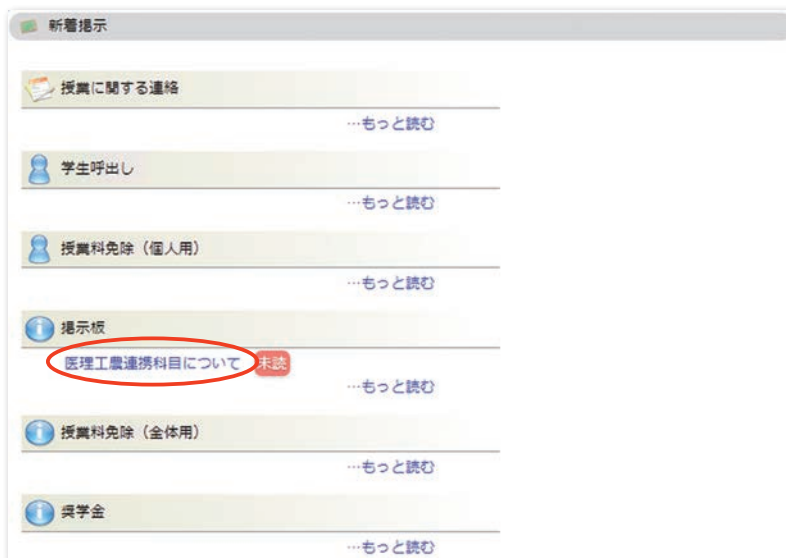 新着掲示
授業に関する連絡
…もっと読む
学生呼出し
…もっと読む
授業料免除（個人用）
…もっと読む
掲示板
医理工農連携科目について 未読
…もっと読む
授業料免除（全体用）
…もっと読む
奨学金
…もっと読む